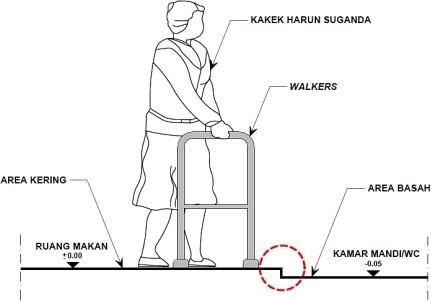 KAKEK HARUN SUGANDA
WALKERS
AREA KERING
AREA BASAH
RUANG MAKAN
±0.00
KAMAR MANDI/WC
-0.05